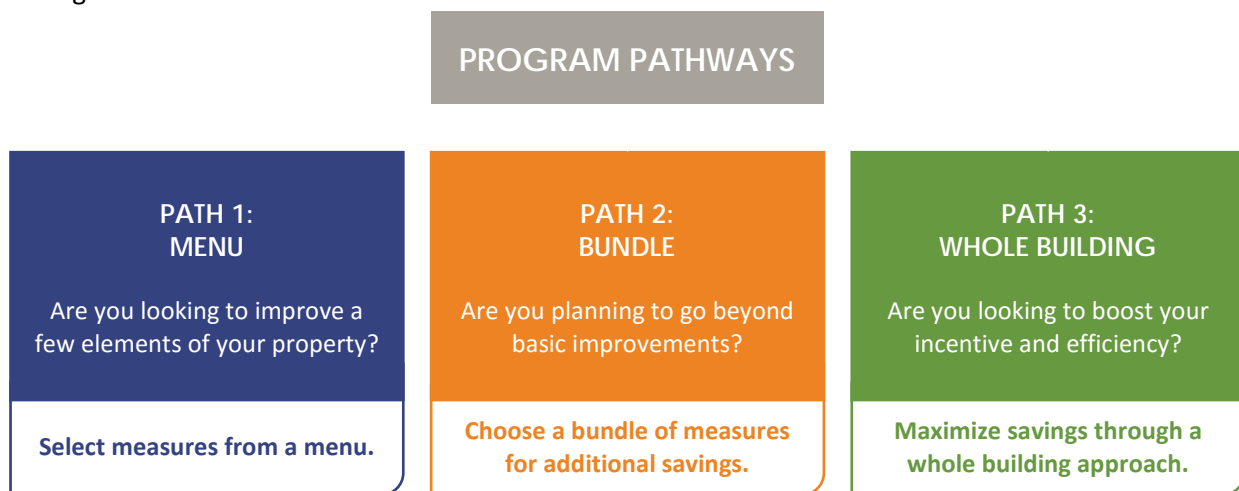 PROGRAM PATHWAYS
PATH 1:
MENU
Are you looking to improve a
few elements of your property?
Select measures from a menu.
PATH 2:
BUNDLE
Are you planning to go beyond
basic improvements?
Choose a bundle of measures
for additional savings.
PATH 3:
WHOLE BUILDING
Are you looking to boost your
incentive and efficiency?
Maximize savings through a
whole building approach.